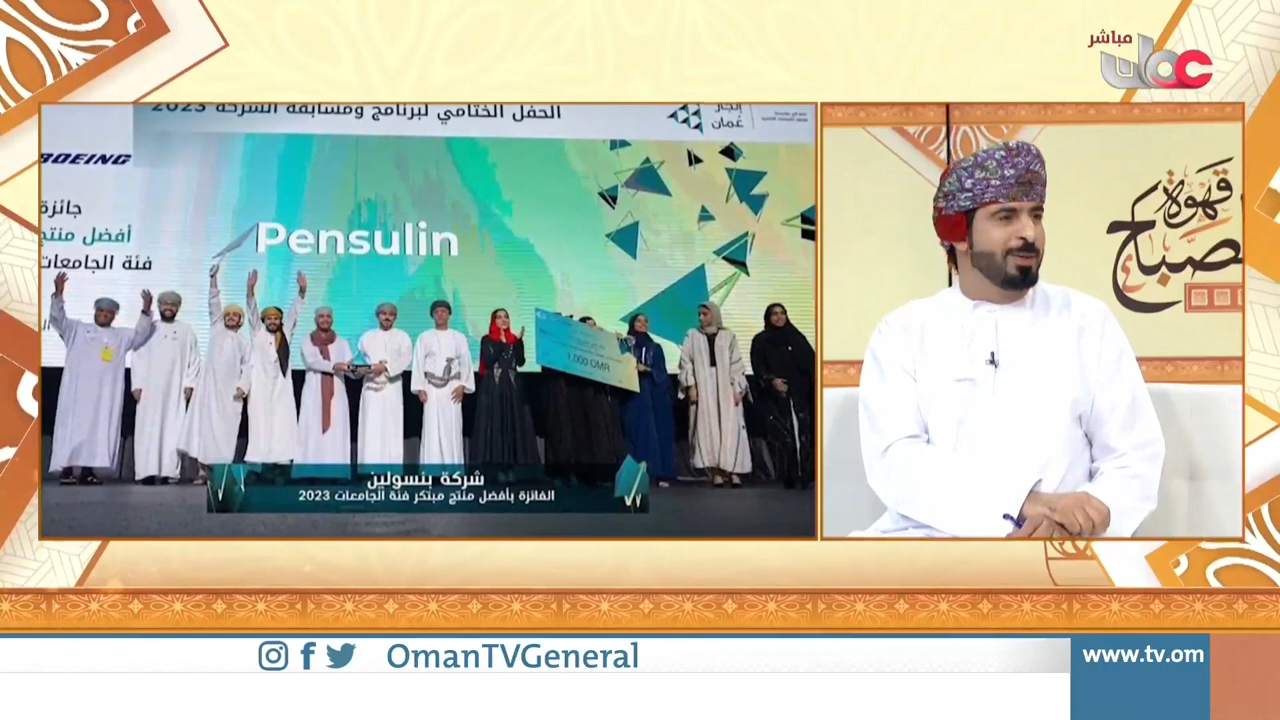 مباشر
عمان
الحفل الختامي لبرنامج ومسابقة الشركة 2023
إنجاز
عُمان
BOEING
جائزة
أفضل منتج
فئة الجامعات
Pensulin
1,000 OMR
شركة بنسولين
الفائزة بأفضل منتج مبتكر فئة الجامعات 2023
قهوة
الصباح
OmanTVGeneral
www.tv.om